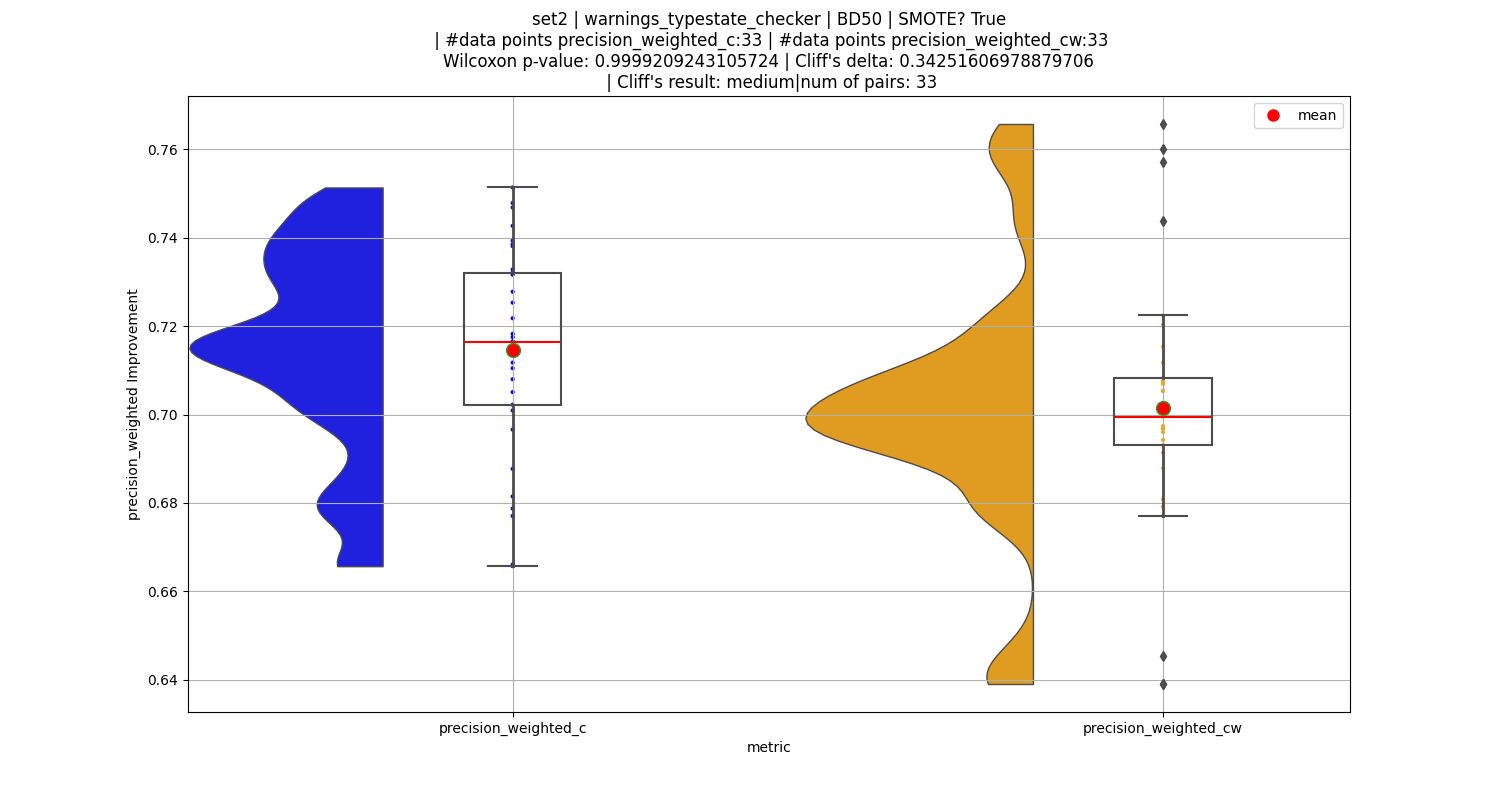 set2 | warnings_typestate_checker | BD50 | SMOTE? True
| #data points precision_weighted_c:33 | #data points precision_weighted_cw:33
Wilcoxon p-value: 0.9999209243105724 | Cliff's delta: 0.34251606978879706
| Cliff's result: medium|num of pairs: 33
mean
0.76
0.74
0.72
0.70
0.68
0.66
0.64
precision_weighted Improvement
precision_weighted_c
precision_weighted_cw
metric